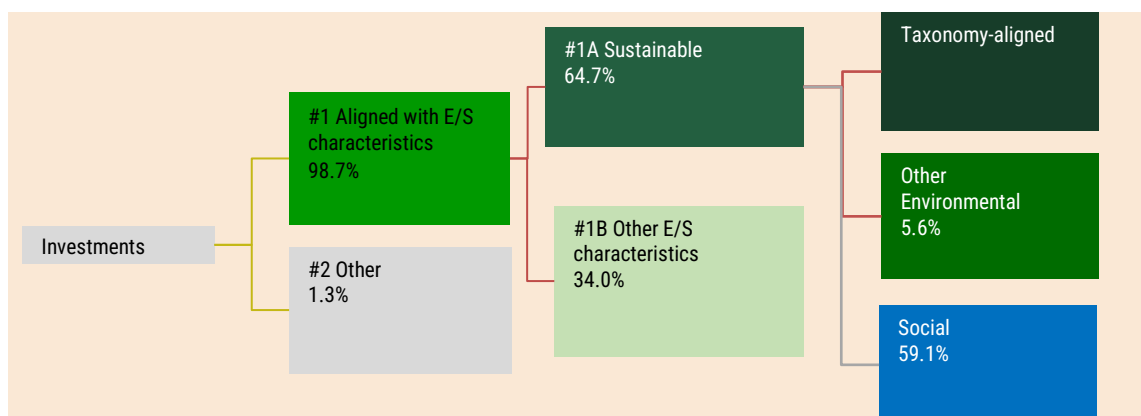 Investments
#1 Aligned with E/S
characteristics
98.7%
#2 Other
1.3%
#1A Sustainable
64.7%
#1B Other E/S
characteristics
34.0%
Taxonomy-aligned
Other
Environmental
5.6%
Social
59.1%